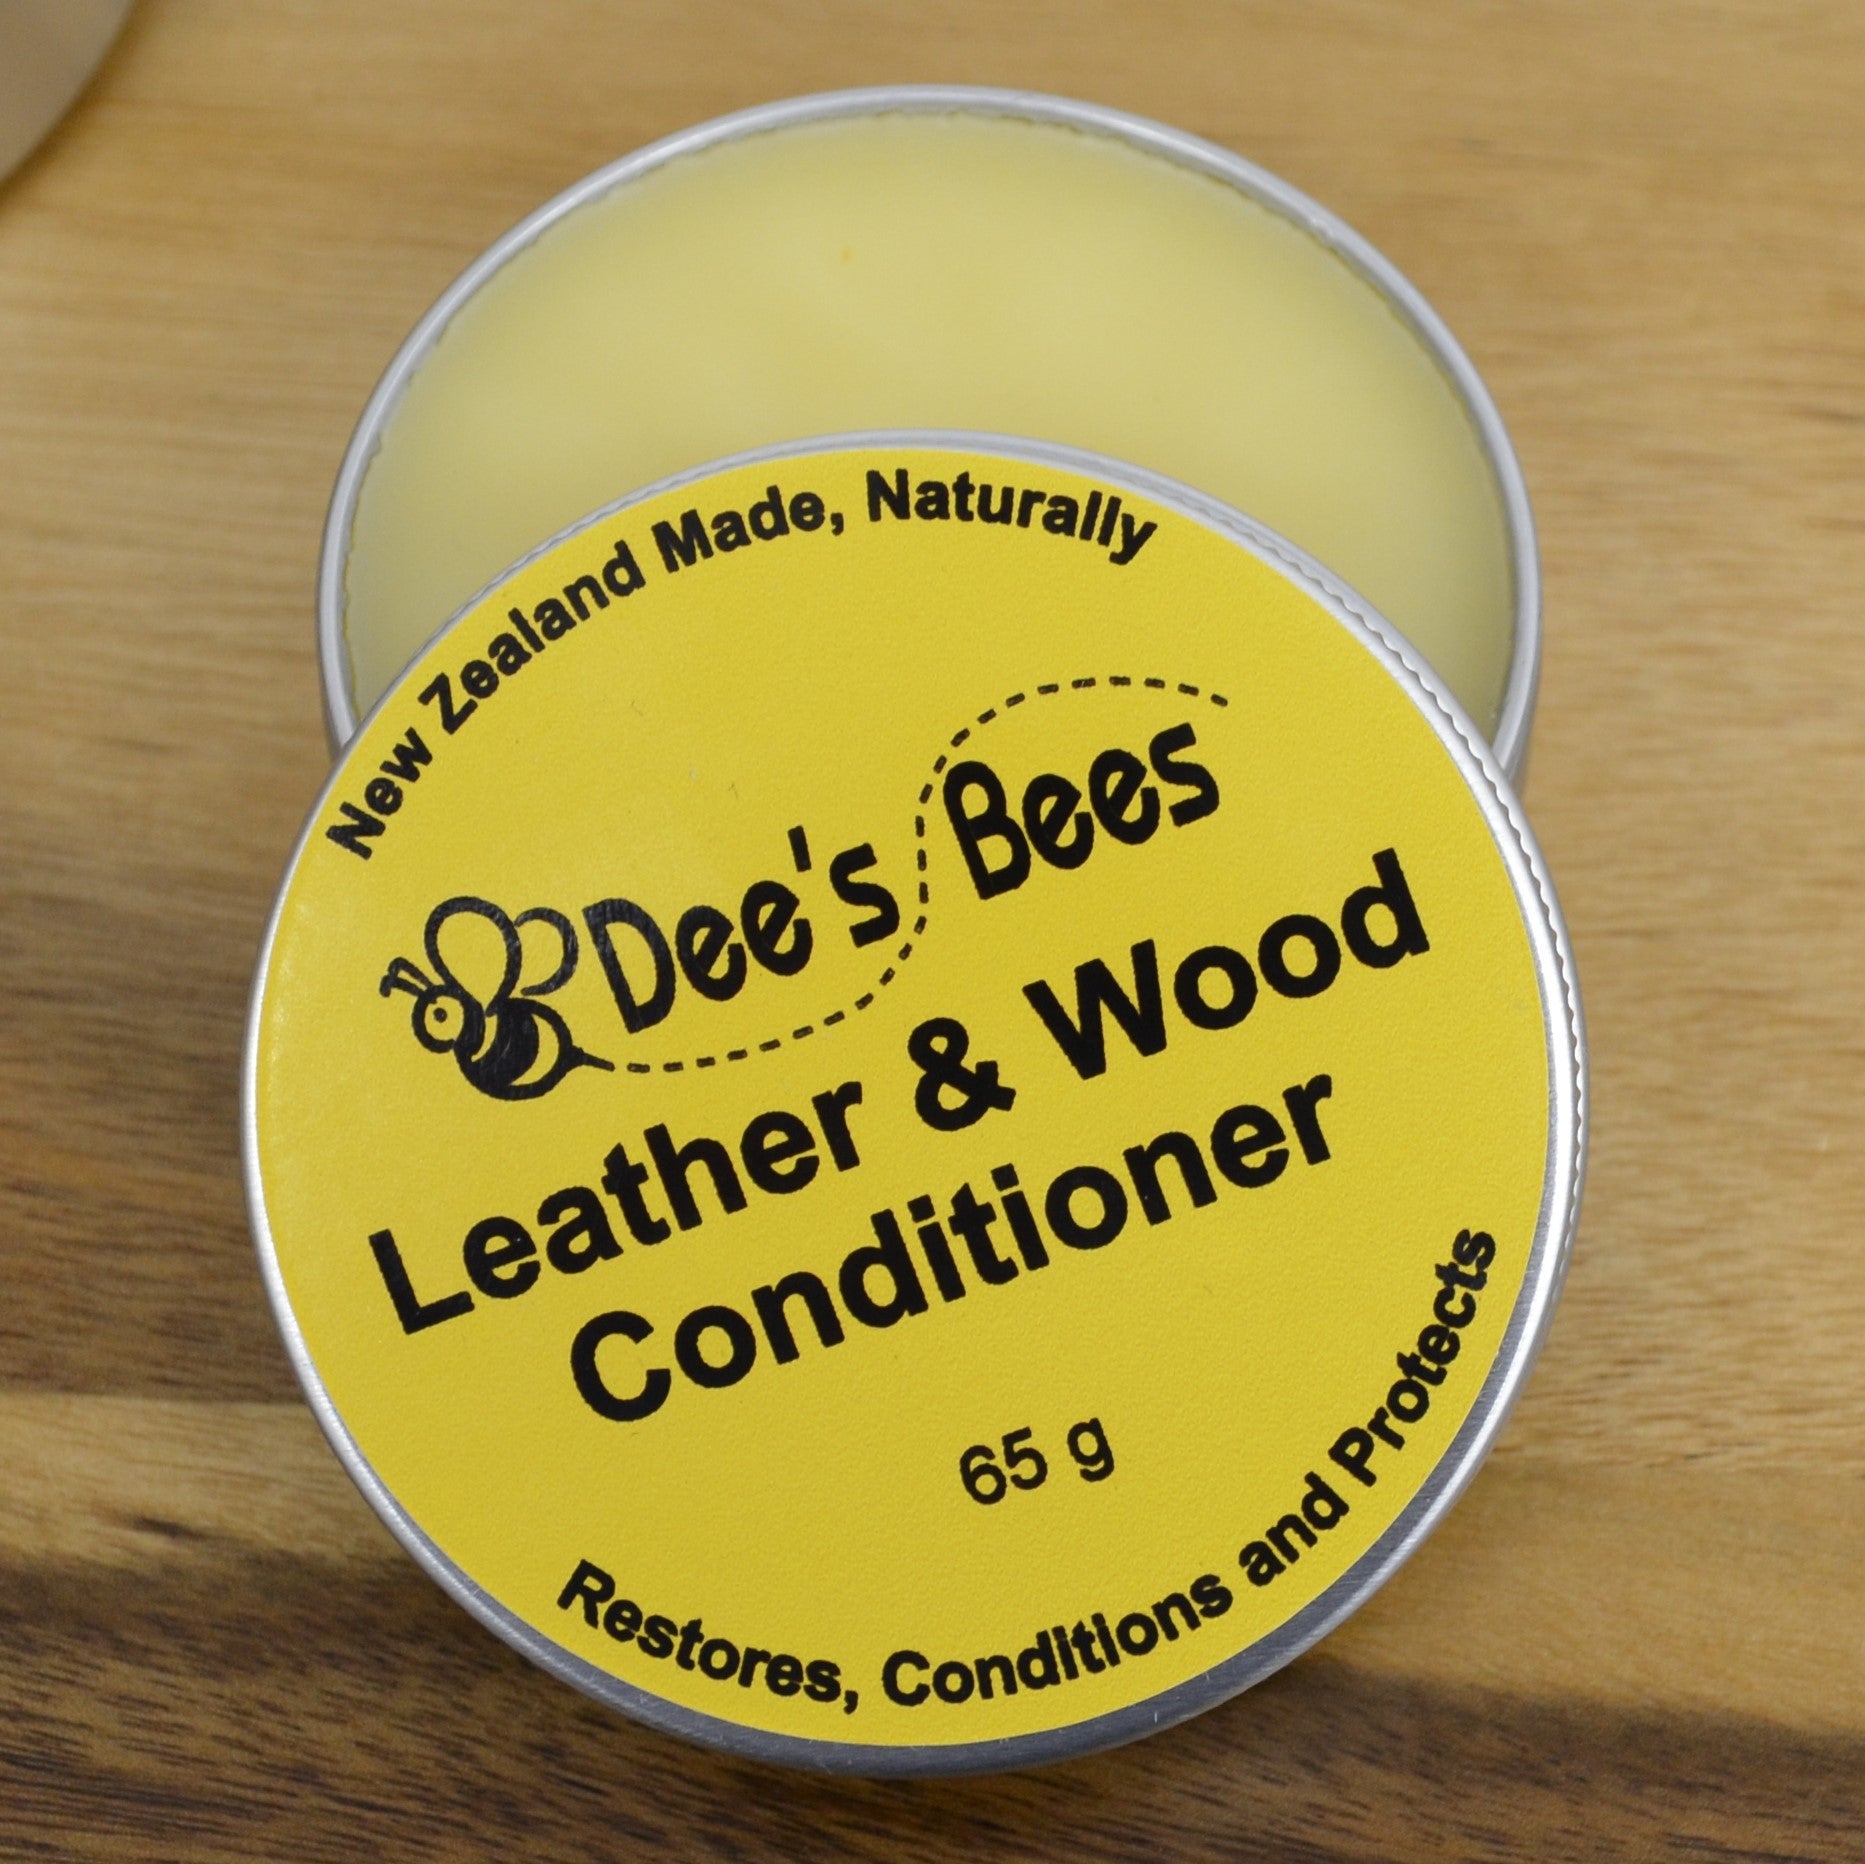 New Zealand Made, Naturally
Dee's Bees
Leather & Wood
Conditioner
65 g
Restores, Conditions and Protects